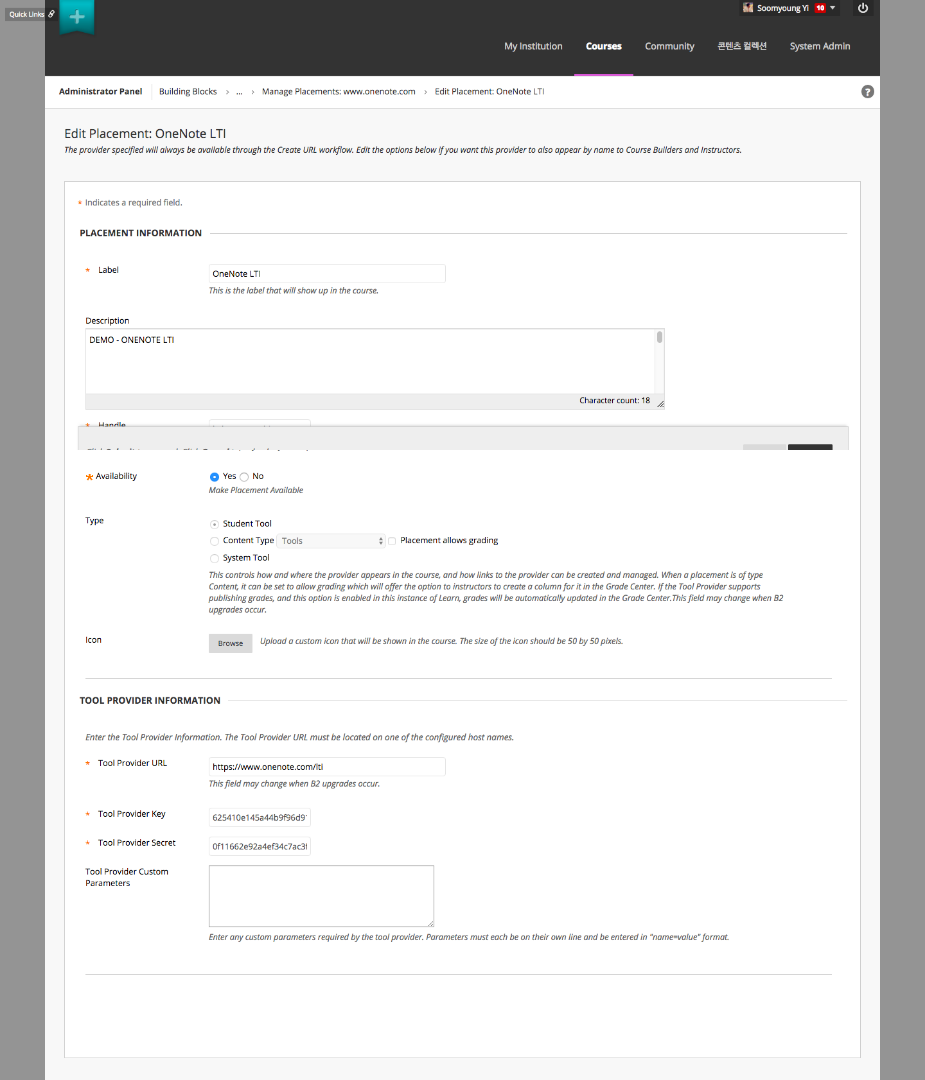 Quick Links
Soomyoung Yi 10
My Institution Courses Community 콘텐츠 컬렉션 System Admin
Administrator Panel Building Blocks › ... › Manage Placements: www.onenote.com › Edit Placement: OneNote LTI
Edit Placement: OneNote LTI
The provider specified will always be available through the Create URL workflow. Edit the options below if you want this provider to also appear by name to Course Builders and Instructors.
* Indicates a required field.
PLACEMENT INFORMATION
* Label OneNote LTI
This is the label that will show up in the course.
Description
DEMO - ONENOTE LTI
Character count: 18
* Handle
* Availability Yes No
Make Placement Available
Type Student Tool
Content Type Tools Placement allows grading
System Tool
This controls how and where the provider appears in the course, and how links to the provider can be created and managed. When a placement is of type
Content, it can be set to allow grading which will offer the option to instructors to create a column for it in the Grade Center. If the Tool Provider supports
publishing grades, and this option is enabled in this instance of Learn, grades will be automatically updated in the Grade Center.This field may change when B2
upgrades occur.
Icon Browse Upload a custom icon that will be shown in the course. The size of the icon should be 50 by 50 pixels.
TOOL PROVIDER INFORMATION
Enter the Tool Provider Information. The Tool Provider URL must be located on one of the configured host names.
* Tool Provider URL https://www.onenote.com/lti
This field may change when B2 upgrades occur.
* Tool Provider Key 625410e145a44b9f96d9
* Tool Provider Secret 0f11662e92a4ef34c7ac3
Tool Provider Custom
Parameters
Enter any custom parameters required by the tool provider. Parameters must each be on their own line and be entered in "name=value" format.